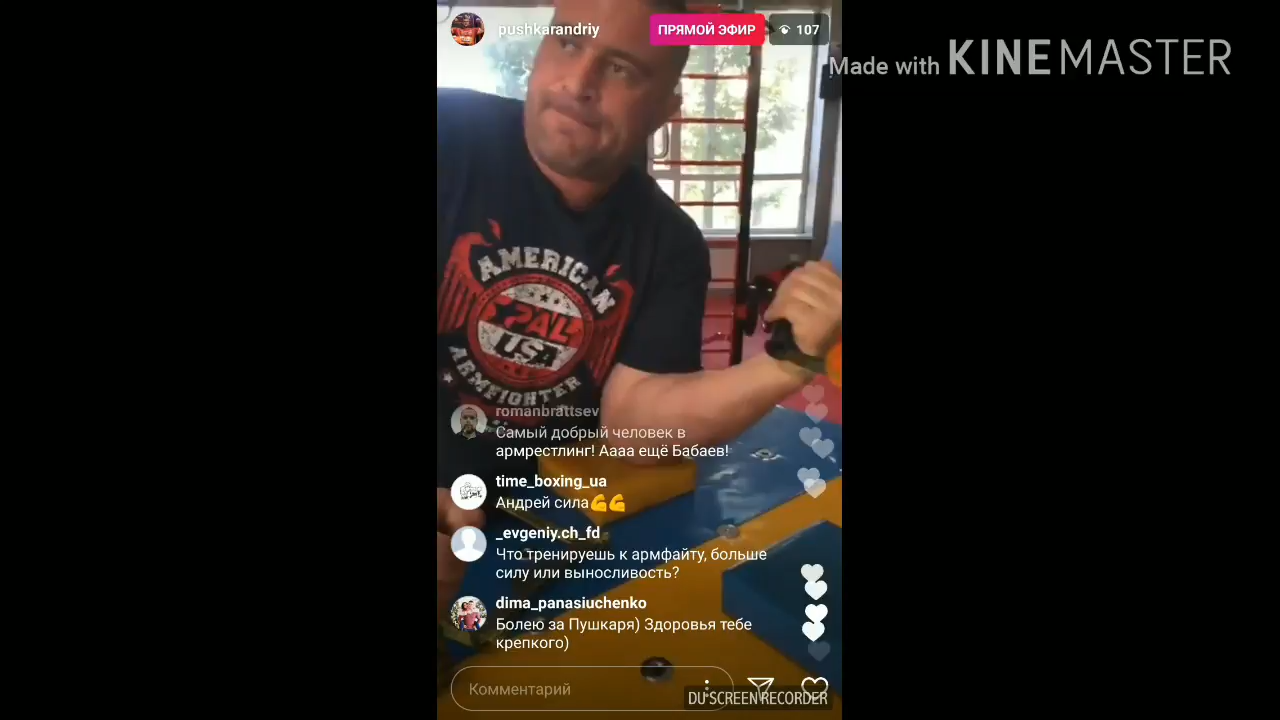 pushkarandriy
ПРЯМОЙ ЭФИР
107
Made with KINEMASTER
AMERICAN
PAL
USA
ARMFIGHTER
romanbrattsev
Самый добрый человек в
армрестлинг! Аааа ещё Бабаев!
time_boxing_ua
Андрей сила💪💪
_evgeniy.ch_fd
Что тренируешь к армфайту, больше
силу или выносливость?
dima_panasiuchenko
Болею за Пушкаря) Здоровья тебе
крепкого)
Комментарий
DU SCREEN RECORDER